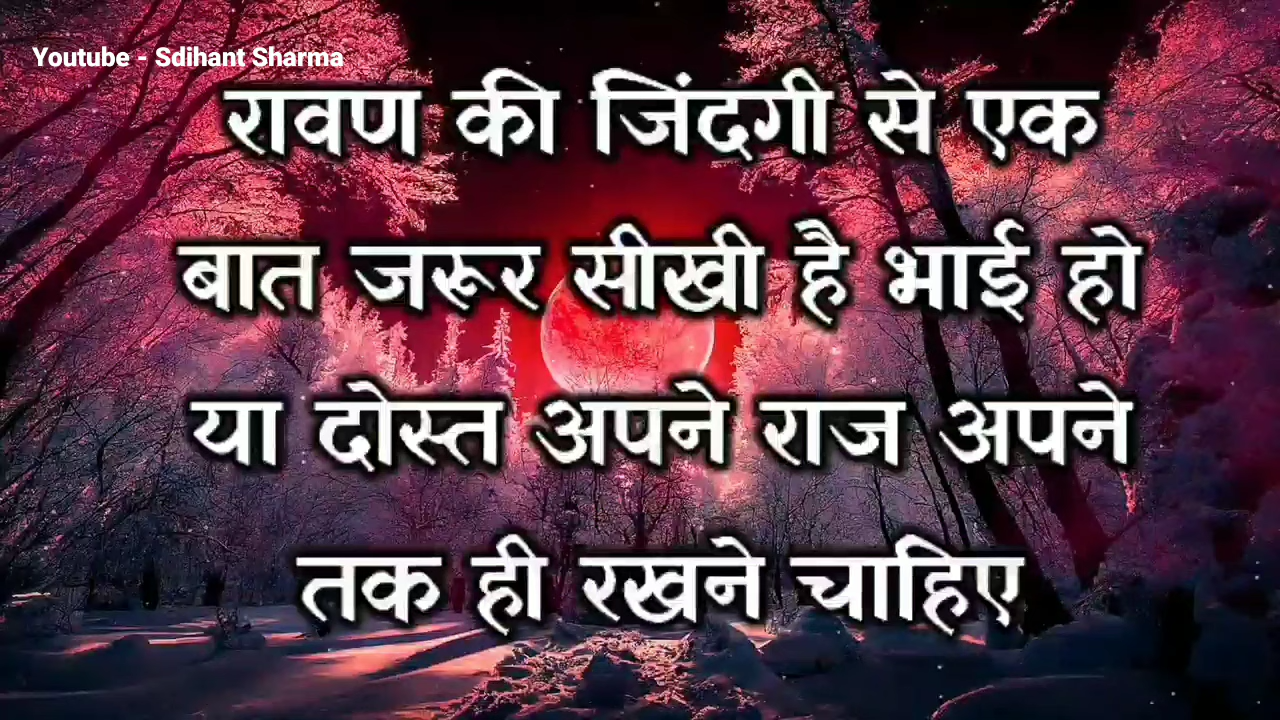 Youtube - Sdihant Sharma
रावण की जिंदगी से एक
बात जरूर सीखी है भाई हो
या दोस्त अपने राज अपने
तक ही रखने चाहिए